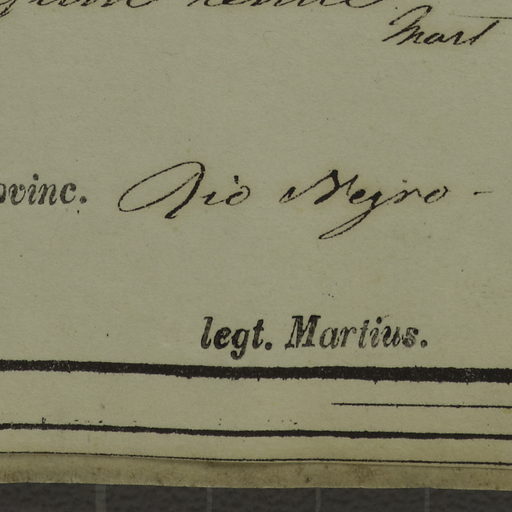 Mart
ovinc. Rio Negro -
legt. Martius.